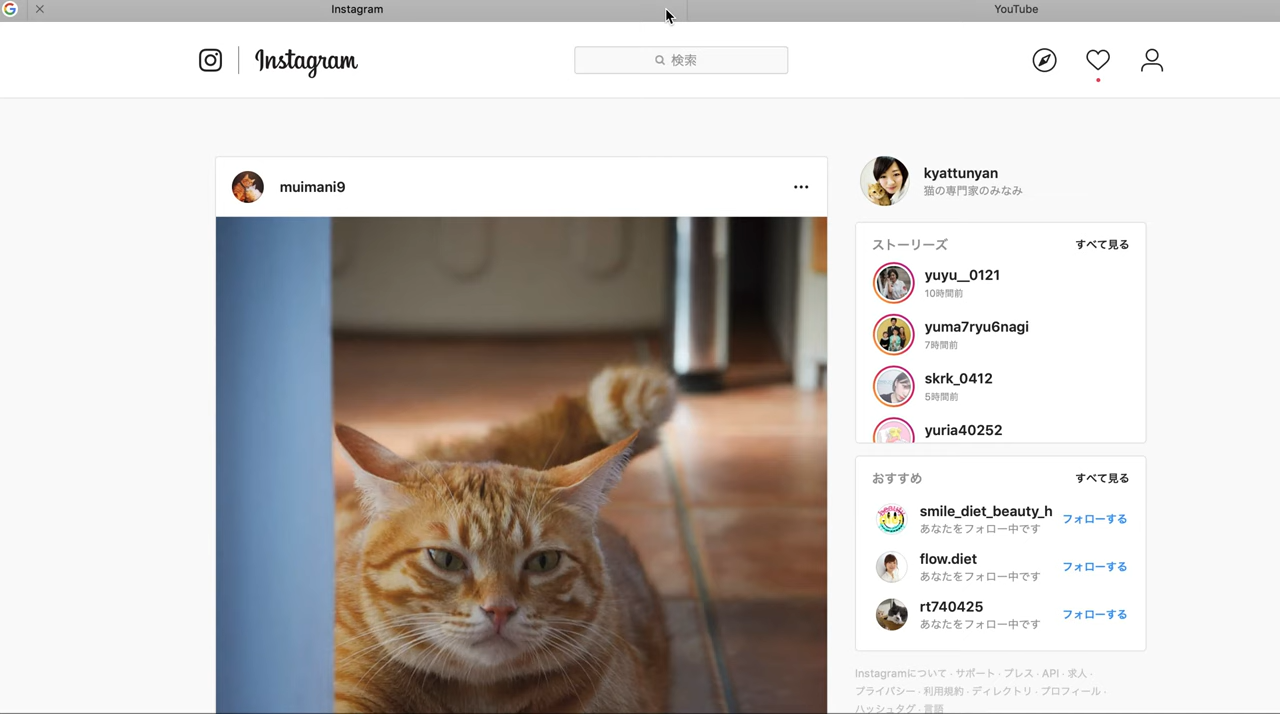 Instagram
YouTube
Instagram
検索
muimani9
kyattunyan
猫の専門家のみなみ
ストーリーズ
すべて見る
yuyu__0121
10時間前
yuma7ryu6nagi
7時間前
skrk_0412
5時間前
yuria40252
おすすめ
すべて見る
smile_diet_beauty_h
フォローする
あなたをフォロー中です
flow.diet
フォローする
あなたをフォロー中です
rt740425
フォローする
あなたをフォロー中です
Instagramについて · サポート · プレス · API · 求人 ·
プライバシー · 利用規約 · ディレクトリ · プロフィール ·
ハッシュタグ · 言語